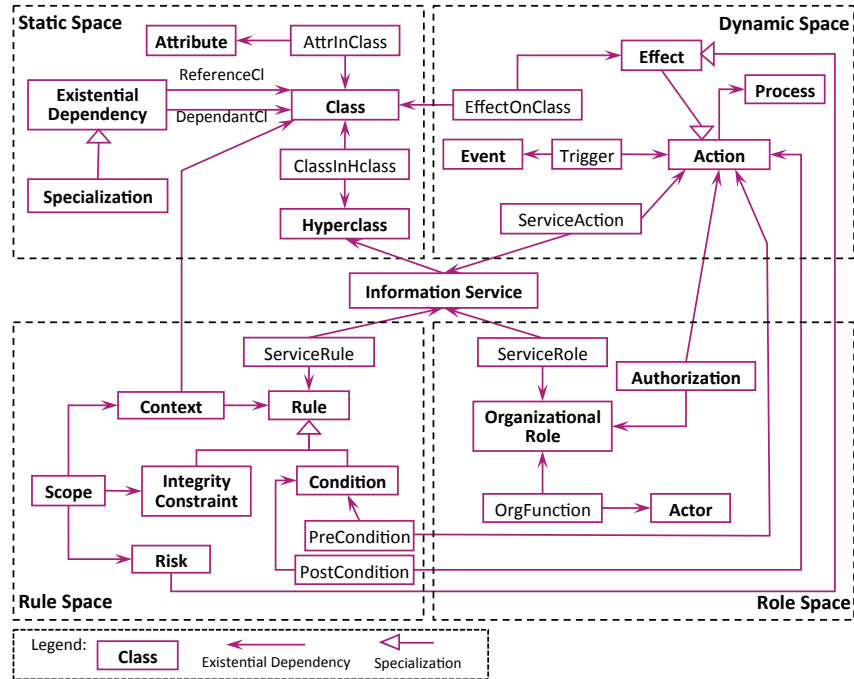 Static Space
Dynamic Space
Attribute
AttrInClass
Effect
ReferenceCl
Existential
Dependency
DependantCl
Class
EffectOnClass
Process
Event
Trigger
Action
ClassInHclass
Specialization
Hyperclass
ServiceAction
Information Service
ServiceRule
ServiceRole
Authorization
Context
Rule
Organizational
Role
Scope
Integrity
Constraint
Condition
OrgFunction
Actor
PreCondition
Risk
PostCondition
Rule Space
Role Space
Legend:
Class
Existential Dependency
Specialization